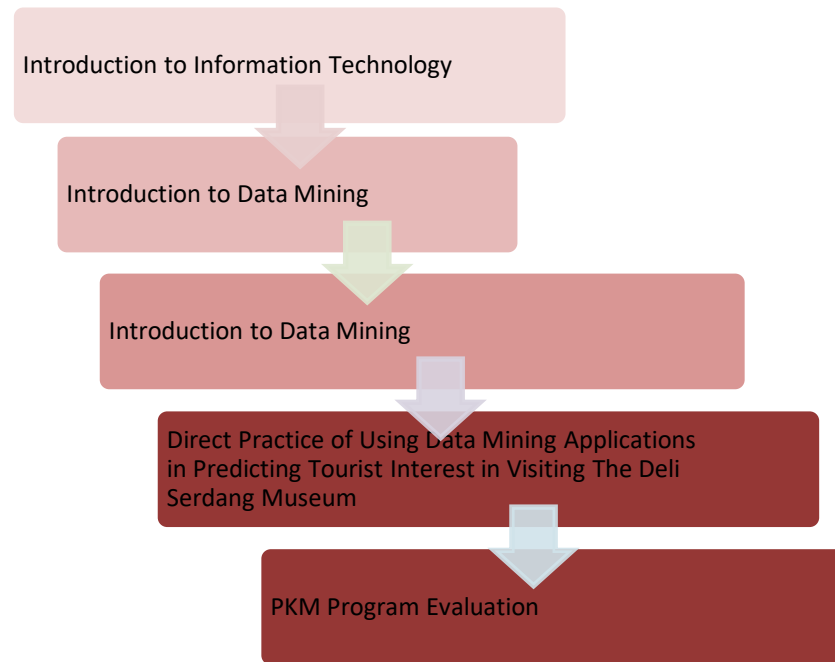 Introduction to Information Technology
Introduction to Data Mining
Introduction to Data Mining
Direct Practice of Using Data Mining Applications
in Predicting Tourist Interest in Visiting The Deli
Serdang Museum
PKM Program Evaluation